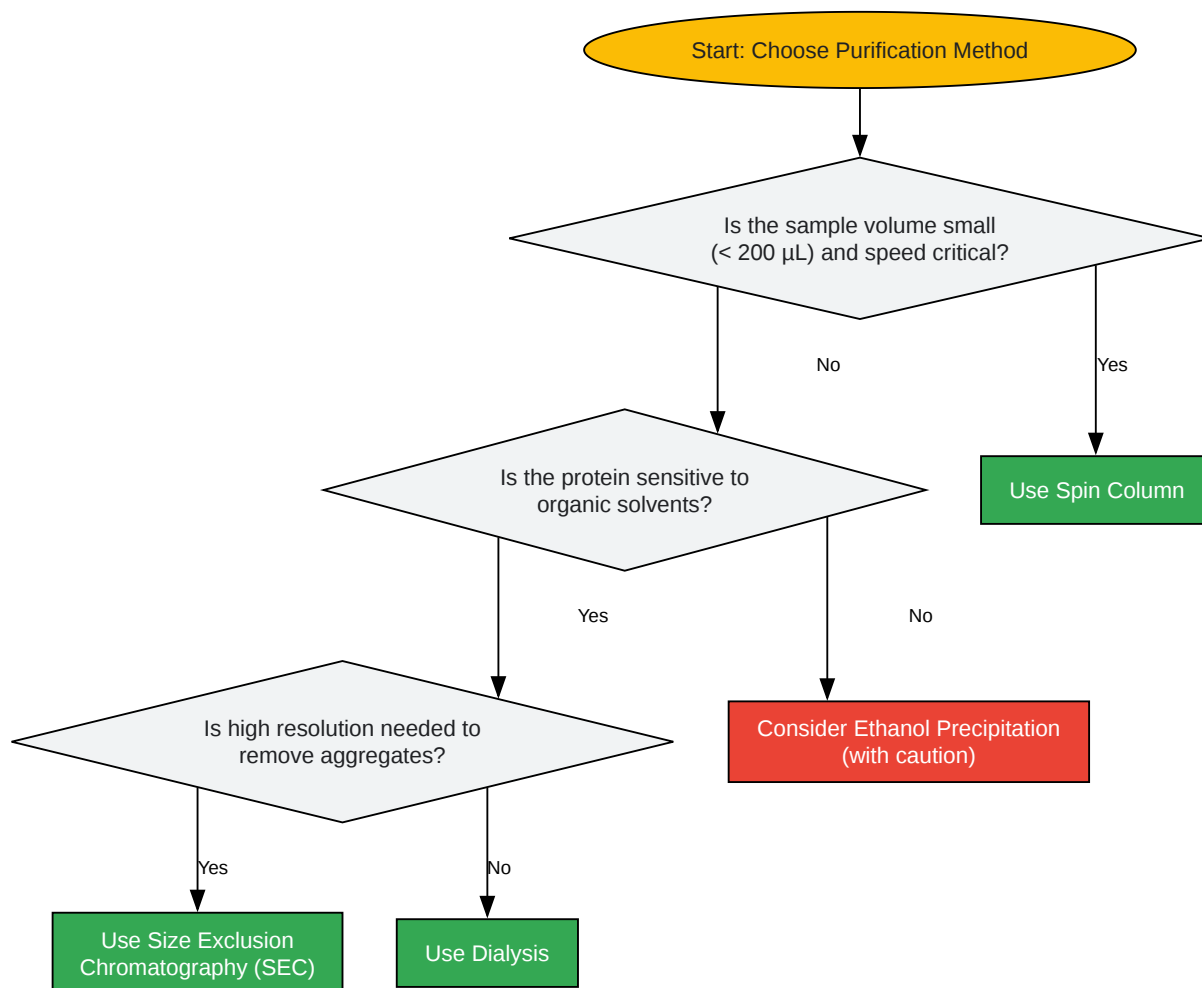 Start: Choose Purification Method
Is the sample volume small
(< 200 µL) and speed critical?
No
Yes
Is the protein sensitive to
organic solvents?
Use Spin Column
Yes
No
Is high resolution needed to
remove aggregates?
Consider Ethanol Precipitation
(with caution)
Yes
No
Use Size Exclusion
Chromatography (SEC)
Use Dialysis